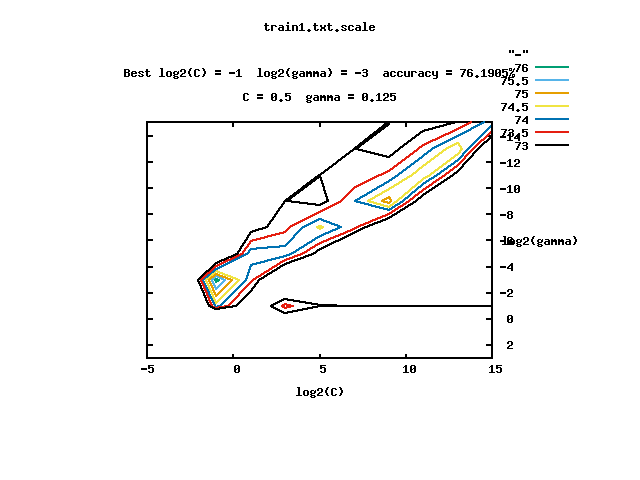 train1.txt.scale
"-"
Best log2(C) = -1  log2(gamma) = -3  accuracy = 76.1905%
C = 0.5  gamma = 0.125
76
75.5
75
74.5
74
73.5
73
-14
-12
-10
-8
-6
log2(gamma)
-4
-2
0
2
-5 0 5 10 15
log2(C)